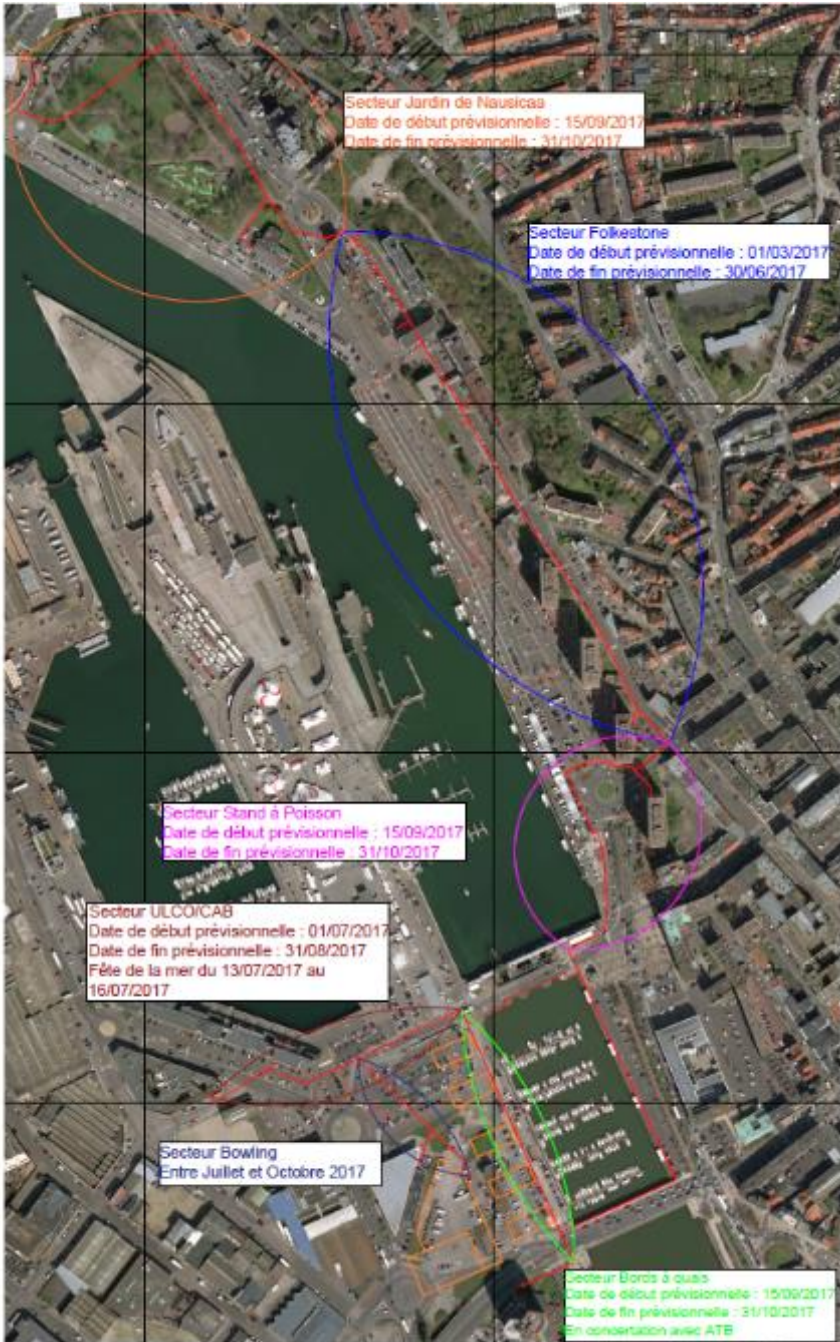 Secteur Jardin de Nausicaa
Date de début prévisionnelle : 15/09/2017
Date de fin prévisionnelle : 31/10/2017
Secteur Folkestone
Date de début prévisionnelle : 01/03/2017
Date de fin prévisionnelle : 30/06/2017
Secteur Stand à Poisson
Date de début prévisionnelle : 15/09/2017
Date de fin prévisionnelle : 31/10/2017
Secteur ULCO/CAB
Date de début prévisionnelle : 01/07/2017
Date de fin prévisionnelle : 31/08/2017
Fête de la mer du 13/07/2017 au
16/07/2017
Secteur Bowling
Entre Juillet et Octobre 2017
Secteur Bords à quais
Date de début prévisionnelle : 15/09/2017
Date de fin prévisionnelle : 31/10/2017
En concertation avec ATB